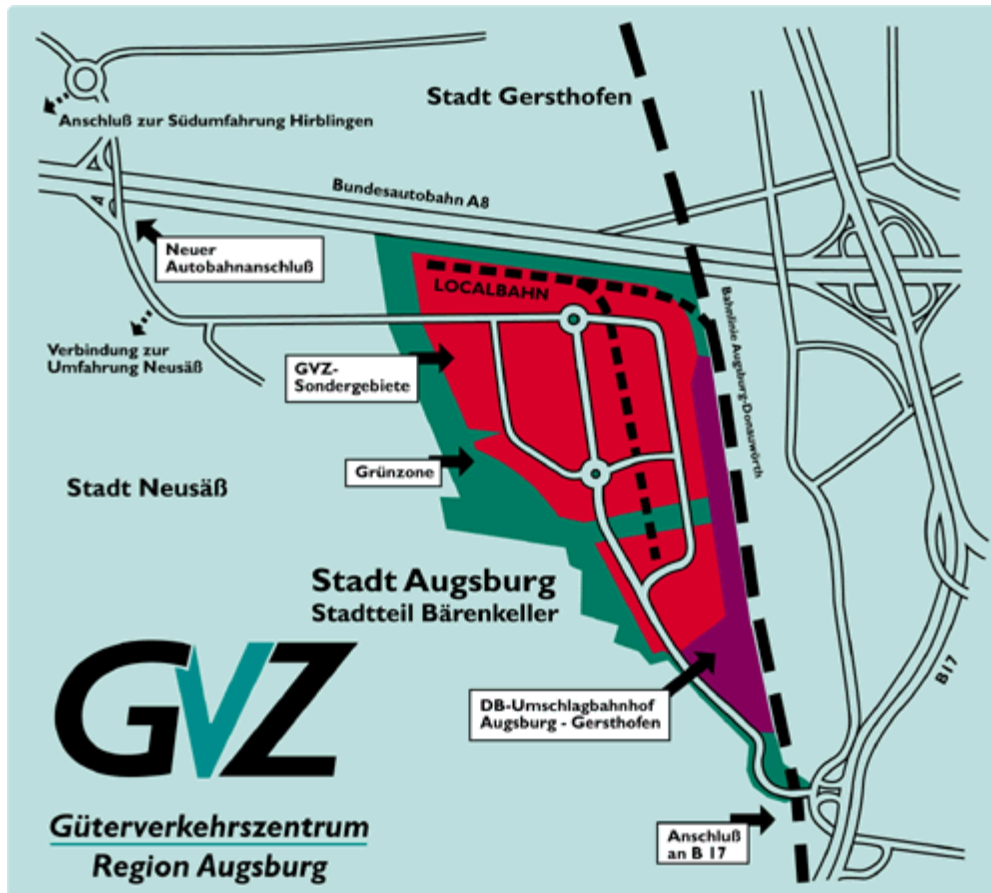 Stadt Gersthofen
Anschluß zur Südumfahrung Hirblingen
Bundesautobahn A8
Neuer
Autobahnanschluß
LOCALBAHN
Bahnlinie Augsburg-Donauwörth
Verbindung zur
Umfahrung Neusäß
GVZ-
Sondergebiete
Grünzone
Stadt Neusäß
Stadt Augsburg
Stadtteil Bärenkeller
B17
DB-Umschlagbahnhof
Augsburg - Gersthofen
GVZ
Güterverkehrszentrum
Region Augsburg
Anschluß
an B 17